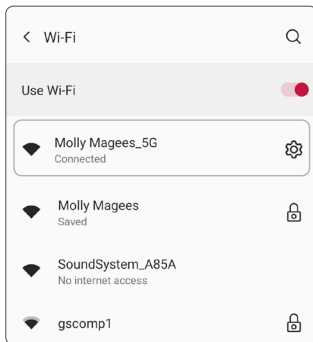 Wi-Fi
Use Wi-Fi
Molly Magees_5G
Connected
Molly Magees
Saved
SoundSystem_A85A
No internet access
gscomp1